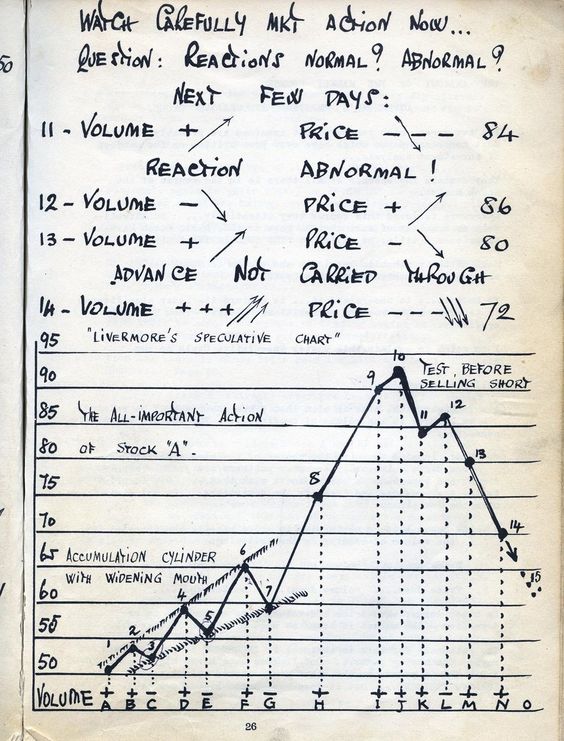 50
WATCH CAREFULLY MKT ACTION NOW...
QUESTION: REACTIONS NORMAL? ABNORMAL?
NEXT FEW DAYS:
11 - VOLUME + PRICE - - - - 84
REACTION ABNORMAL!
12 - VOLUME - PRICE + 86
13 - VOLUME + PRICE - 80
ADVANCE NOT CARRIED THROUGH
14 - VOLUME + + + PRICE - - - 72
95 "LIVERMORE'S SPECULATIVE CHART"
10
90 9 TEST, BEFORE
SELLING SHORT
85 THE ALL-IMPORTANT ACTION 11 12
80 OF STOCK "A". 13
75 8
70 14
6
65 ACCUMULATION CYLINDER
WITH WIDENING MOUTH 15
60 4 7
55 1 2 3 5
50
VOLUME + + - + - + - + + + + + + +
A B C D E F G H I J K L M N O
26